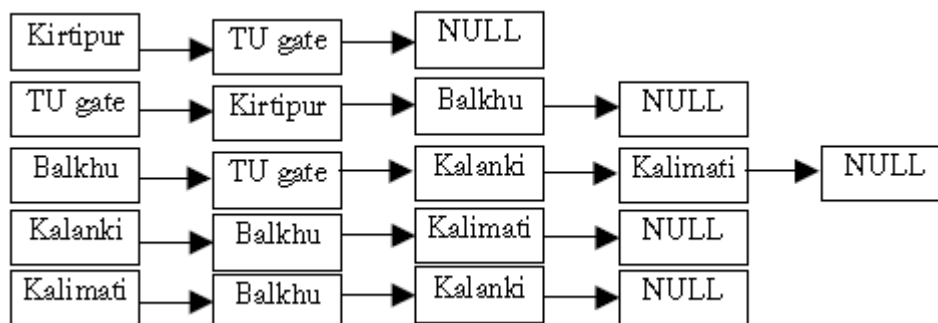 Kirtipur TU gate NULL
TU gate Kirtipur Balkhu NULL
Balkhu TU gate Kalanki Kalimati NULL
Kalanki Balkhu Kalimati NULL
Kalimati Balkhu Kalanki NULL